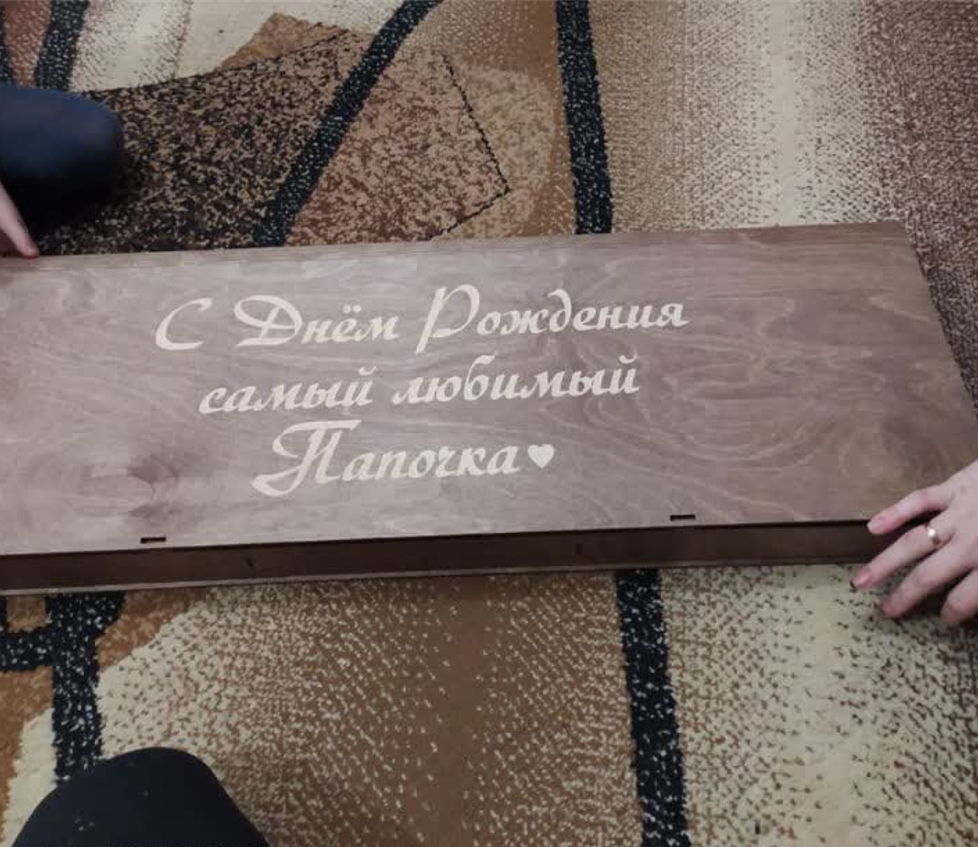 С Днём Рождения
самый любимый
Папочка♥